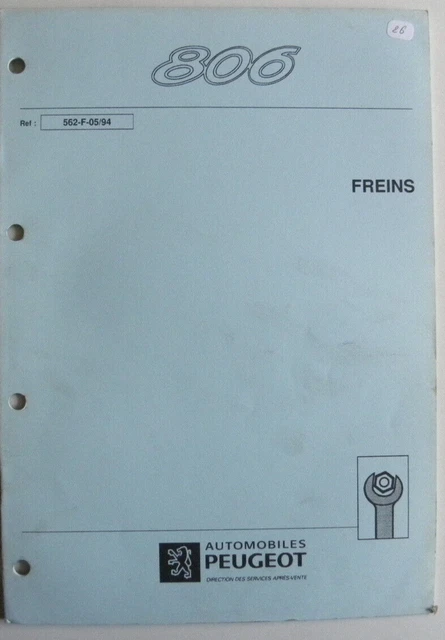 86
806
Ref : 562-F-05/94
FREINS
AUTOMOBILES
PEUGEOT
DIRECTION DES SERVICES APRES-VENTE